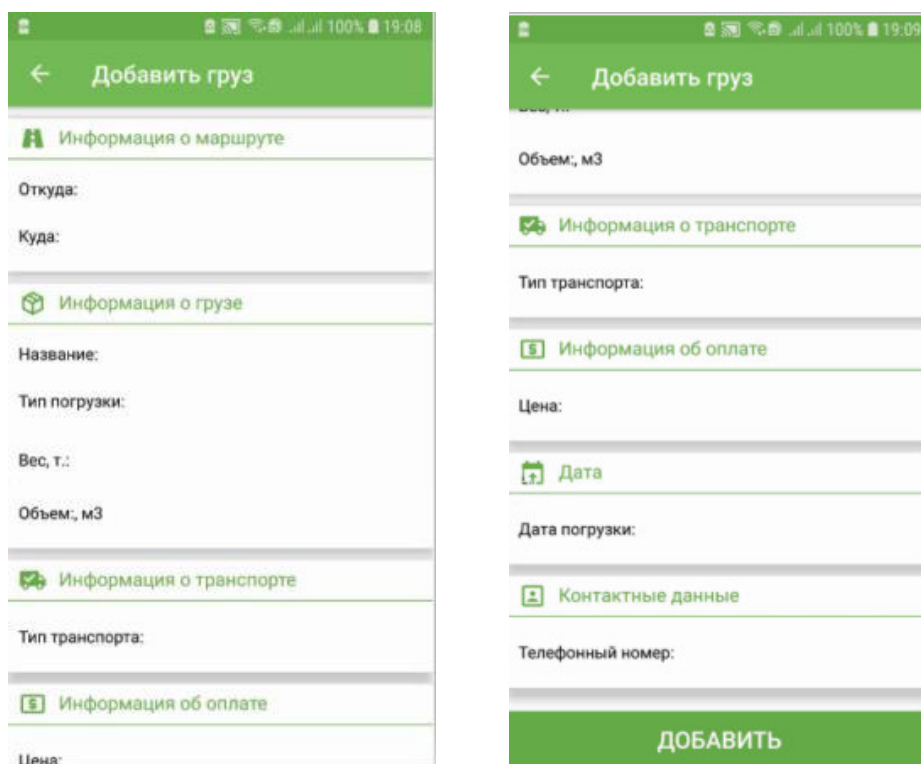 100% 19:08
Добавить груз
Информация о маршруте
Откуда:
Куда:
Информация о грузе
Название:
Тип погрузки:
Вес, т.:
Объем:, м3
Информация о транспорте
Тип транспорта:
Информация об оплате
Цена:
100% 19:09
Добавить груз
Вес, т.:
Объем:, м3
Информация о транспорте
Тип транспорта:
Информация об оплате
Цена:
Дата
Дата погрузки:
Контактные данные
Телефонный номер:
ДОБАВИТЬ